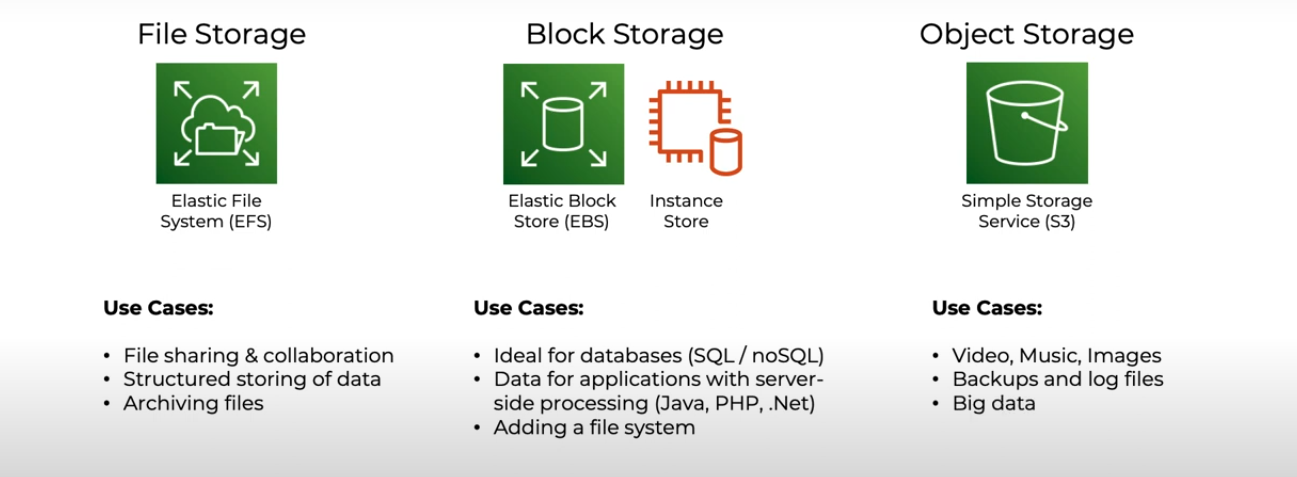 File Storage
Elastic File
System (EFS)
Use Cases:
• File sharing & collaboration
• Structured storing of data
• Archiving files
Block Storage
Elastic Block
Store (EBS)
Instance
Store
Use Cases:
• Ideal for databases (SQL / noSQL)
• Data for applications with server-
side processing (Java, PHP, .Net)
• Adding a file system
Object Storage
Simple Storage
Service (S3)
Use Cases:
• Video, Music, Images
• Backups and log files
• Big data